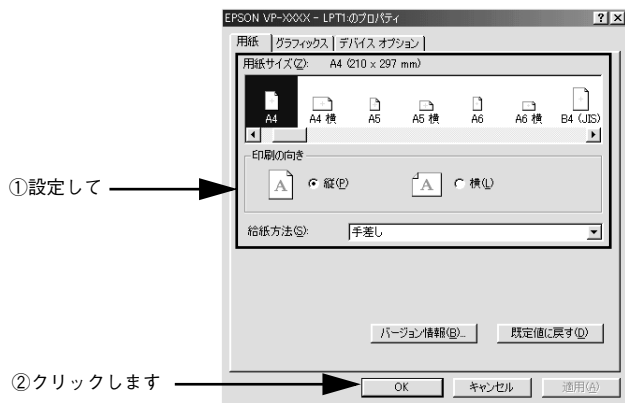 EPSON VP-XXXX - LPT1:のプロパティ
用紙 グラフィックス デバイス オプション
用紙サイズ(Z): A4 (210 x 297 mm)
A4 A4 横 A5 A5 横 A6 A6 横 B4 (JIS)
印刷の向き
A 縦(P) A 横(L)
①設定して
給紙方法(S): 手差し
バージョン情報(B)... 既定値に戻す(D)
②クリックします
OK キャンセル 適用(A)